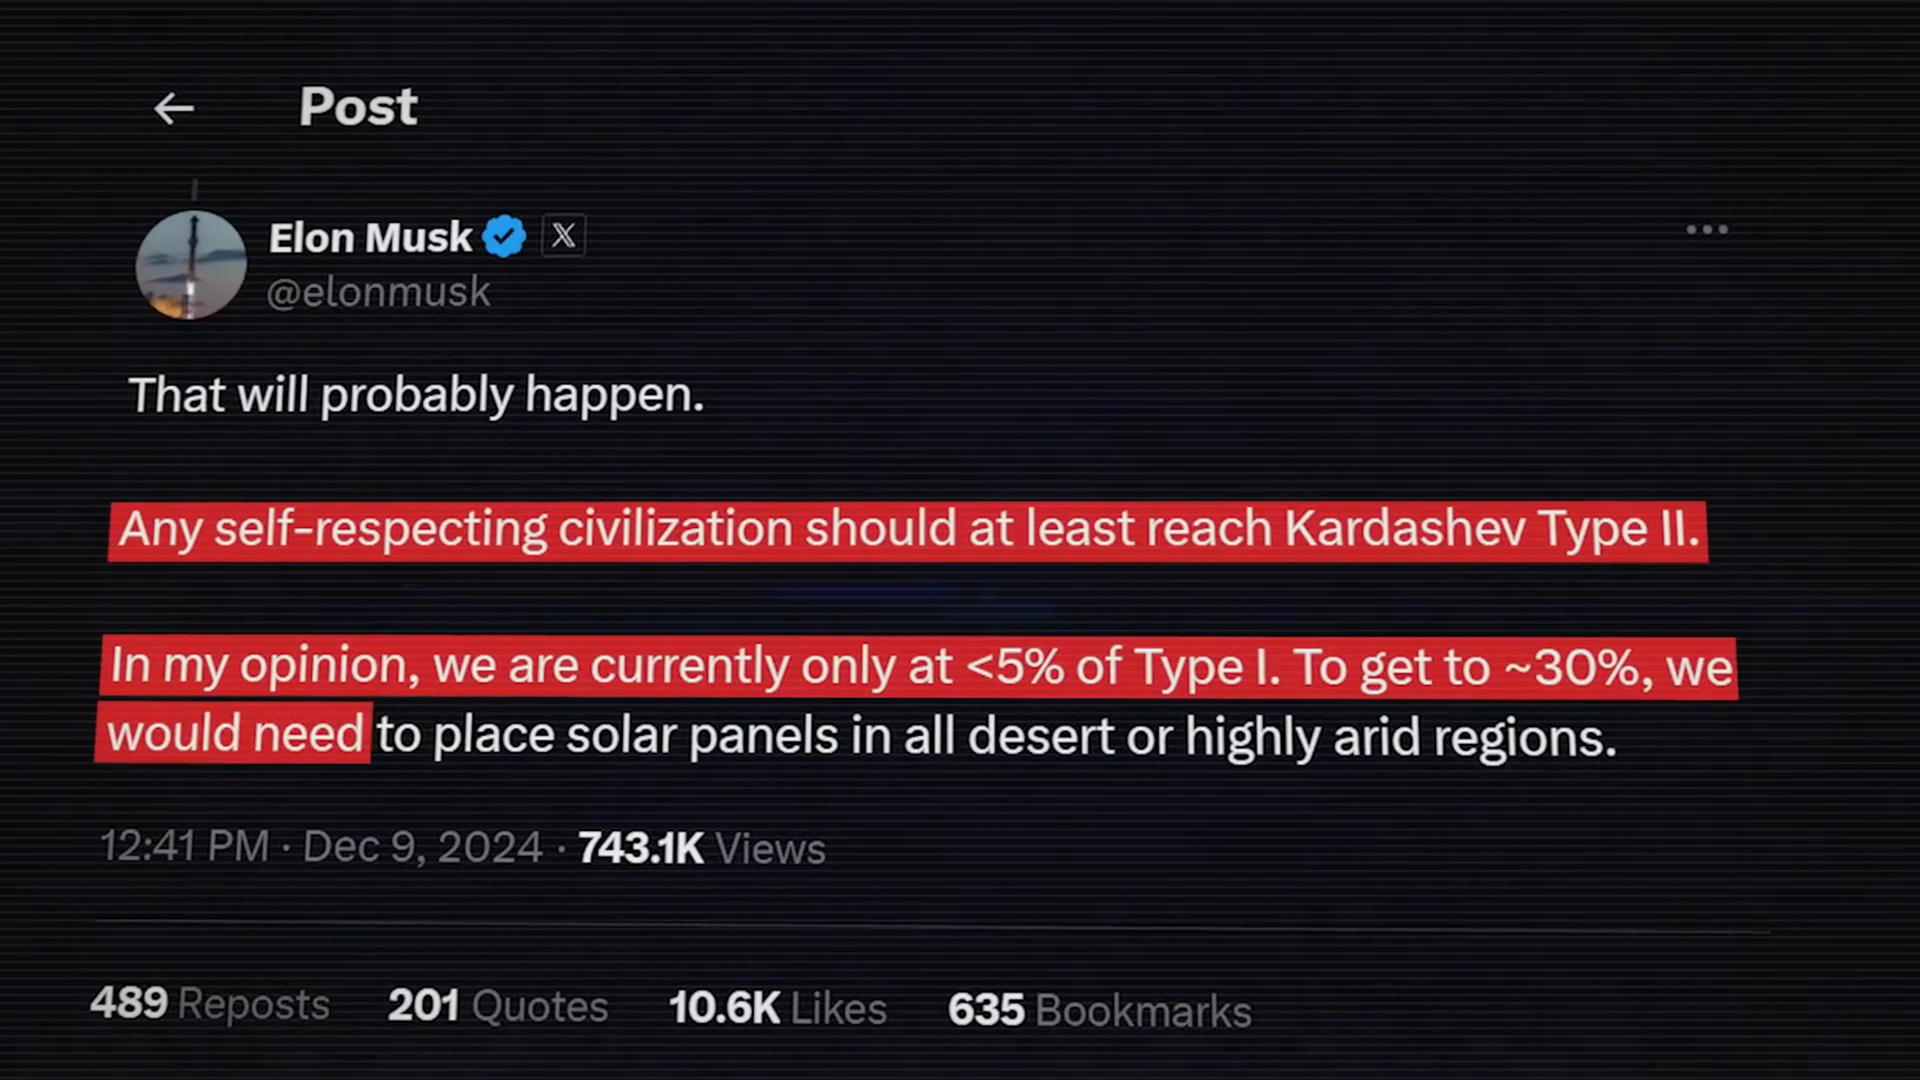 Post
Elon Musk
@elonmusk
That will probably happen.
Any self-respecting civilization should at least reach Kardashev Type II.
In my opinion, we are currently only at <5% of Type I. To get to ~30%, we
would need to place solar panels in all desert or highly arid regions.
12:41 PM · Dec 9, 2024 · 743.1K Views
489 Reposts 201 Quotes 10.6K Likes 635 Bookmarks